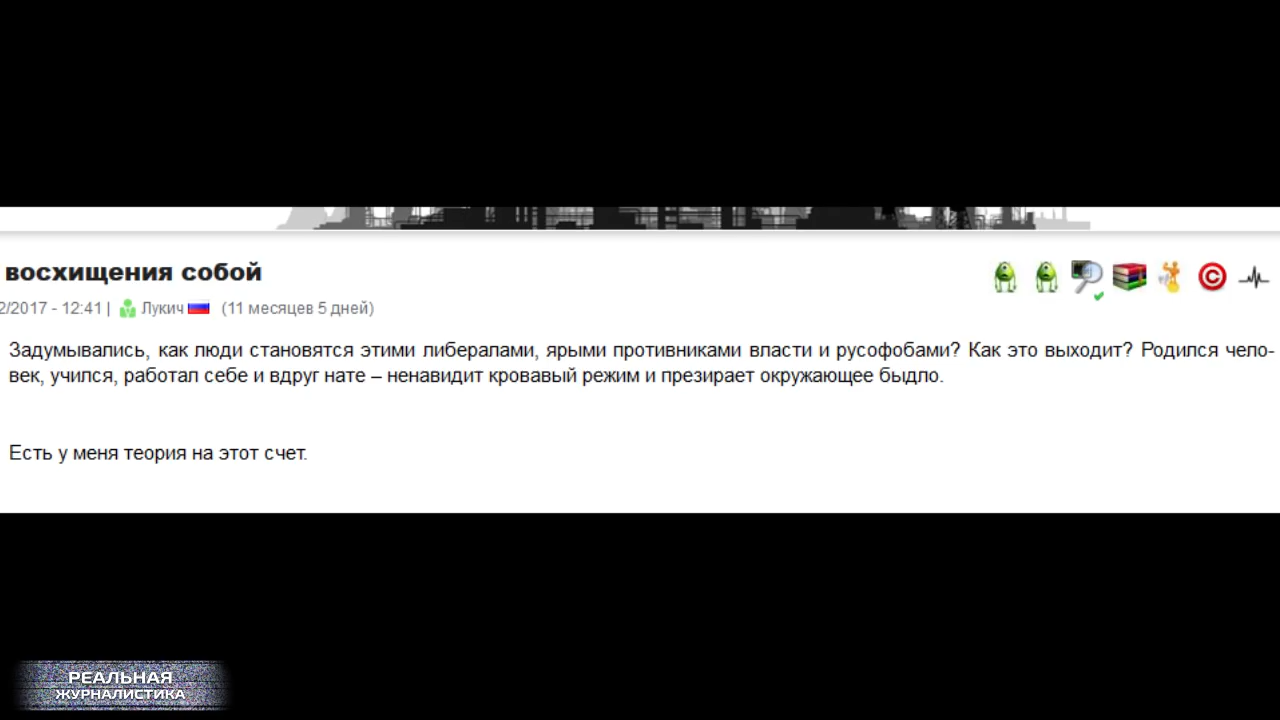 восхищения собой
2/2017 - 12:41 | Лукич (11 месяцев 5 дней)
Задумывались, как люди становятся этими либералами, ярыми противниками власти и русофобами? Как это выходит? Родился чело-
век, учился, работал себе и вдруг нате – ненавидит кровавый режим и презирает окружающее быдло.
Есть у меня теория на этот счет.
РЕАЛЬНАЯ
ЖУРНАЛИСТИКА